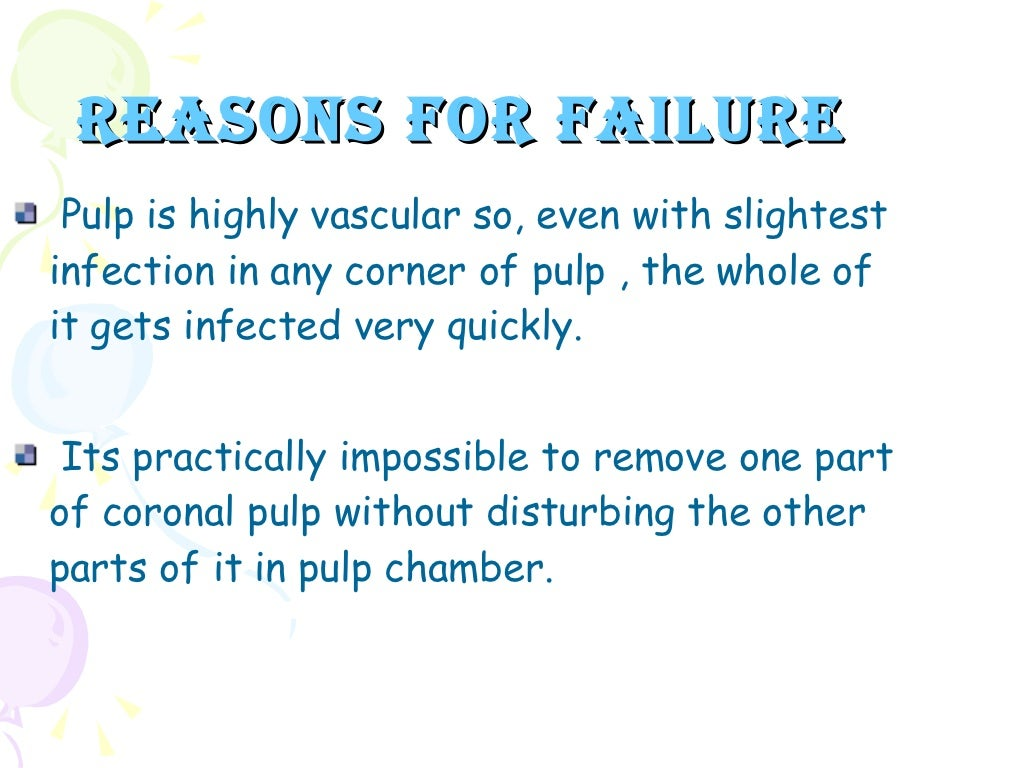 REASONS FOR FAILURE
Pulp is highly vascular so, even with slightest
infection in any corner of pulp , the whole of
it gets infected very quickly.
Its practically impossible to remove one part
of coronal pulp without disturbing the other
parts of it in pulp chamber.